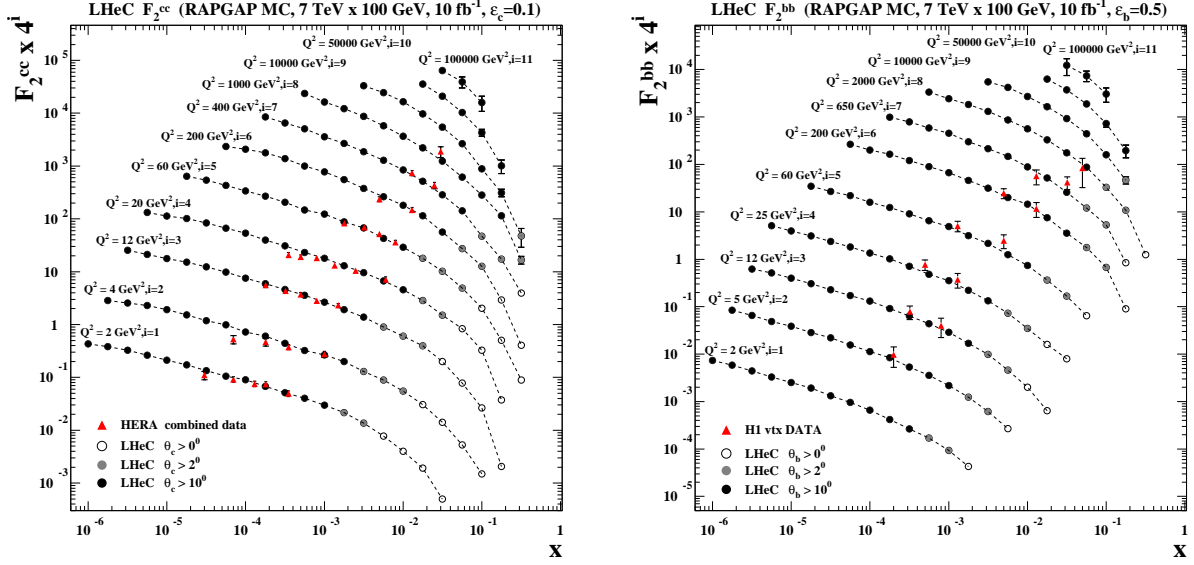 LHeC F₂ᶜᶜ (RAPGAP MC, 7 TeV x 100 GeV, 10 fb⁻¹, ε_c=0.1)
F₂ᶜᶜ x 4ⁱ
10⁵
10⁴
10³
10²
10
1
10⁻¹
10⁻²
10⁻³
Q² = 50000 GeV²,i=10
Q² = 100000 GeV²,i=11
Q² = 10000 GeV²,i=9
Q² = 1000 GeV²,i=8
Q² = 400 GeV²,i=7
Q² = 200 GeV²,i=6
Q² = 60 GeV²,i=5
Q² = 20 GeV²,i=4
Q² = 12 GeV²,i=3
Q² = 4 GeV²,i=2
Q² = 2 GeV²,i=1
HERA combined data
LHeC θ_c > 0⁰
LHeC θ_c > 2⁰
LHeC θ_c > 10⁰
10⁻⁶ 10⁻⁵ 10⁻⁴ 10⁻³ 10⁻² 10⁻¹ 1
x
LHeC F₂ᵇᵇ (RAPGAP MC, 7 TeV x 100 GeV, 10 fb⁻¹, ε_b=0.5)
F₂ᵇᵇ x 4ⁱ
10⁴
10³
10²
10
1
10⁻¹
10⁻²
10⁻³
10⁻⁴
10⁻⁵
Q² = 50000 GeV²,i=10
Q² = 100000 GeV²,i=11
Q² = 10000 GeV²,i=9
Q² = 2000 GeV²,i=8
Q² = 650 GeV²,i=7
Q² = 200 GeV²,i=6
Q² = 60 GeV²,i=5
Q² = 25 GeV²,i=4
Q² = 12 GeV²,i=3
Q² = 5 GeV²,i=2
Q² = 2 GeV²,i=1
H1 vtx DATA
LHeC θ_b > 0⁰
LHeC θ_b > 2⁰
LHeC θ_b > 10⁰
10⁻⁶ 10⁻⁵ 10⁻⁴ 10⁻³ 10⁻² 10⁻¹ 1
x